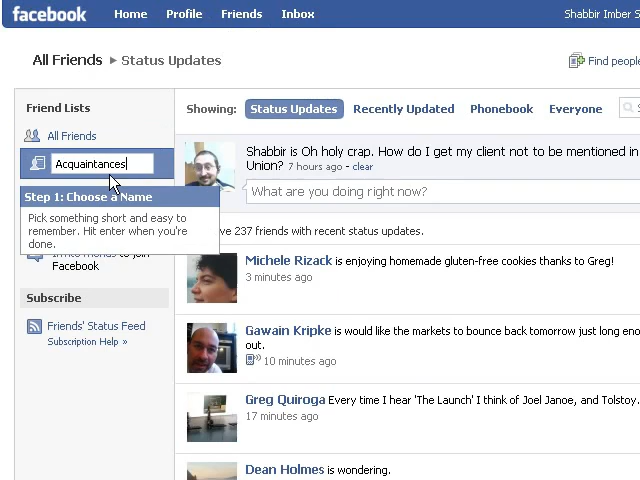 facebook Home Profile Friends Inbox Shabbir Imber S
All Friends ▸ Status Updates Find people
Friend Lists
Showing: Status Updates Recently Updated Phonebook Everyone
All Friends
Acquaintances
Step 1: Choose a Name
Pick something short and easy to
remember. Hit enter when you're
done.
Facebook
Subscribe
Friends' Status Feed
Subscription Help »
Shabbir is Oh holy crap. How do I get my client not to be mentioned in
Union? 7 hours ago - clear
What are you doing right now?
ve 237 friends with recent status updates.
Michele Rizack is enjoying homemade gluten-free cookies thanks to Greg!
3 minutes ago
Gawain Kripke is would like the markets to bounce back tomorrow just long eno
out.
10 minutes ago
Greg Quiroga Every time I hear 'The Launch' I think of Joel Janoe, and Tolstoy.
17 minutes ago
Dean Holmes is wondering.